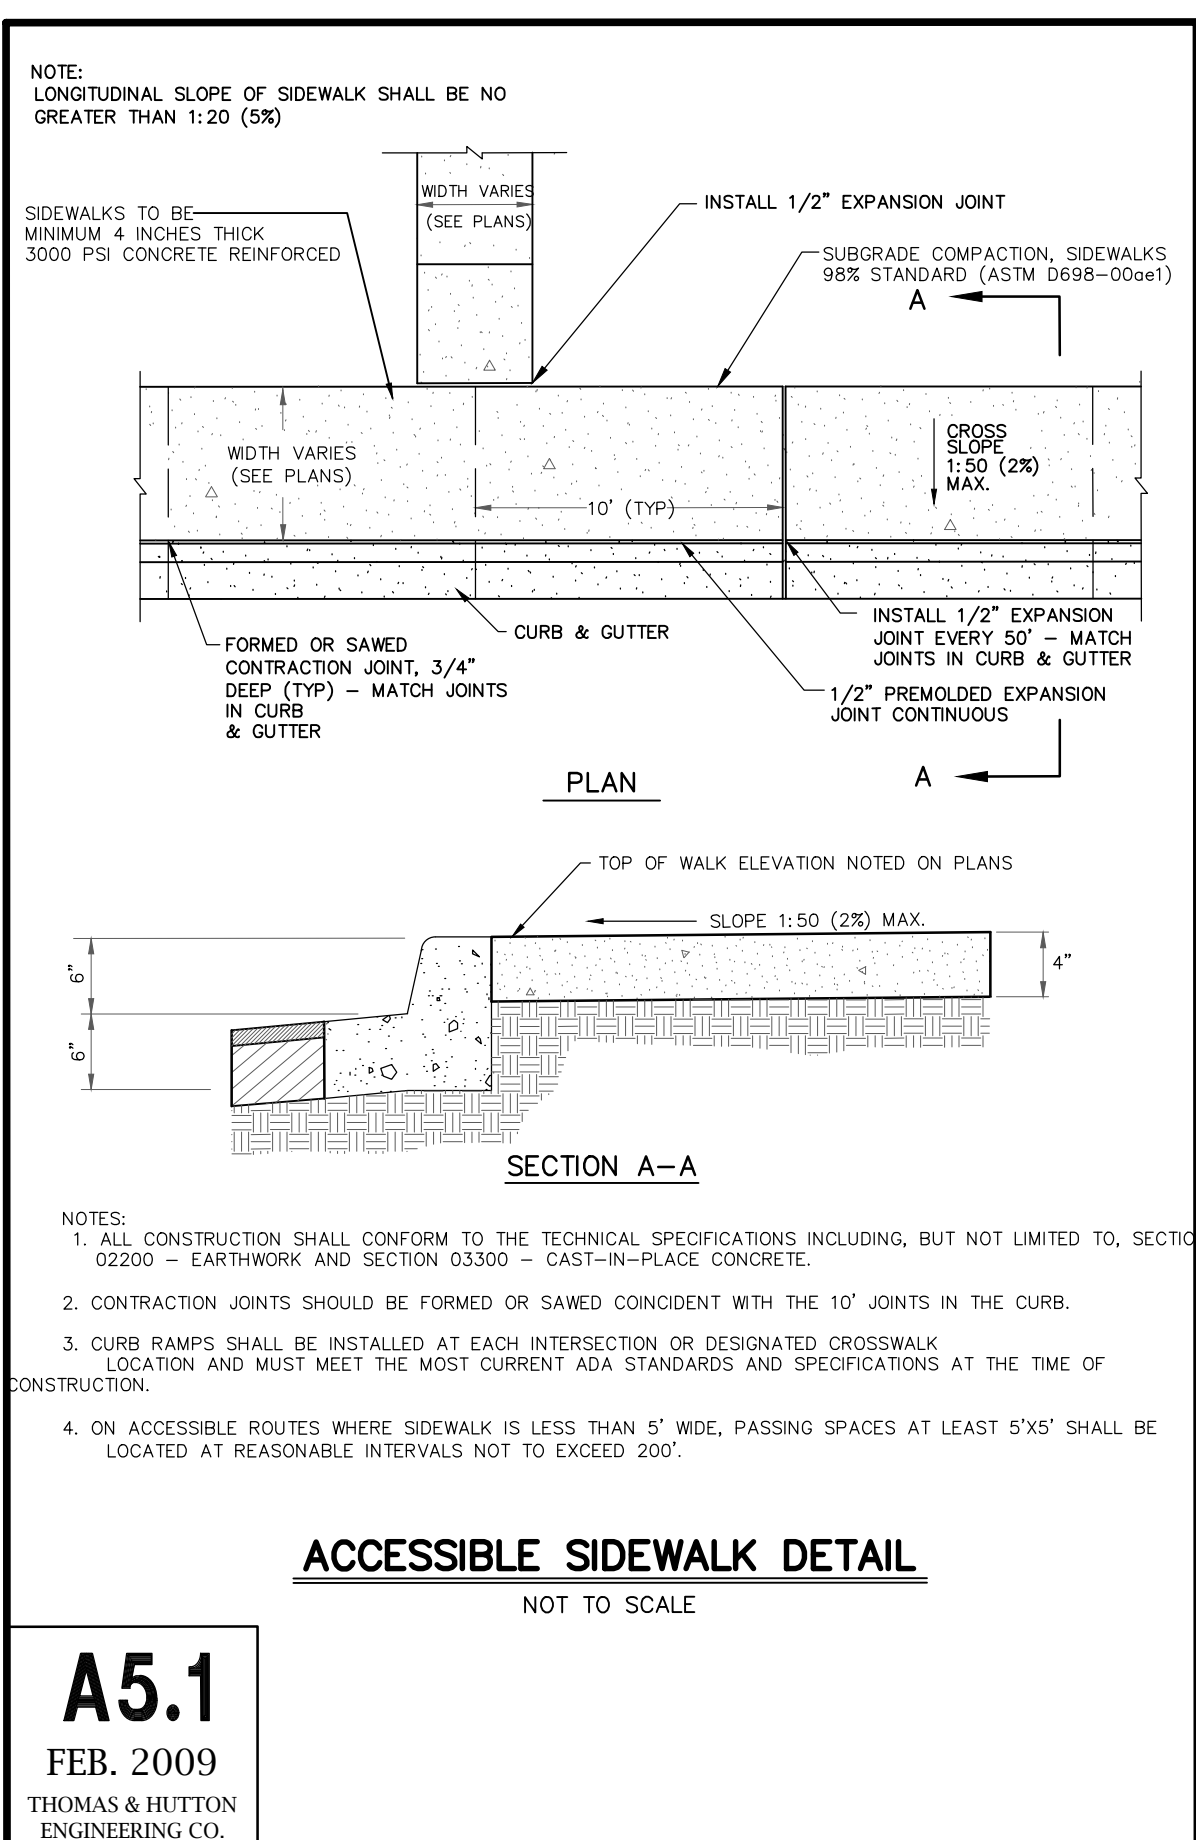 NOTE:
LONGITUDINAL SLOPE OF SIDEWALK SHALL BE NO
GREATER THAN 1:20 (5%)
WIDTH VARIES
(SEE PLANS)
INSTALL 1/2" EXPANSION JOINT
SIDEWALKS TO BE
MINIMUM 4 INCHES THICK
3000 PSI CONCRETE REINFORCED
SUBGRADE COMPACTION, SIDEWALKS
98% STANDARD (ASTM D698-00ae1)
A
WIDTH VARIES
(SEE PLANS)
10' (TYP)
CROSS
SLOPE
1:50 (2%)
MAX.
FORMED OR SAWED
CONTRACTION JOINT, 3/4"
DEEP (TYP) - MATCH JOINTS
IN CURB
& GUTTER
CURB & GUTTER
INSTALL 1/2" EXPANSION
JOINT EVERY 50' - MATCH
JOINTS IN CURB & GUTTER
1/2" PREMOLDED EXPANSION
JOINT CONTINUOUS
A
PLAN
TOP OF WALK ELEVATION NOTED ON PLANS
SLOPE 1:50 (2%) MAX.
6"
4"
6"
SECTION A-A
NOTES:
1. ALL CONSTRUCTION SHALL CONFORM TO THE TECHNICAL SPECIFICATIONS INCLUDING, BUT NOT LIMITED TO, SECTIO
02200 - EARTHWORK AND SECTION 03300 - CAST-IN-PLACE CONCRETE.
2. CONTRACTION JOINTS SHOULD BE FORMED OR SAWED COINCIDENT WITH THE 10' JOINTS IN THE CURB.
3. CURB RAMPS SHALL BE INSTALLED AT EACH INTERSECTION OR DESIGNATED CROSSWALK
LOCATION AND MUST MEET THE MOST CURRENT ADA STANDARDS AND SPECIFICATIONS AT THE TIME OF
CONSTRUCTION.
4. ON ACCESSIBLE ROUTES WHERE SIDEWALK IS LESS THAN 5' WIDE, PASSING SPACES AT LEAST 5'X5' SHALL BE
LOCATED AT REASONABLE INTERVALS NOT TO EXCEED 200'.
ACCESSIBLE SIDEWALK DETAIL
NOT TO SCALE
A5.1
FEB. 2009
THOMAS & HUTTON
ENGINEERING CO.